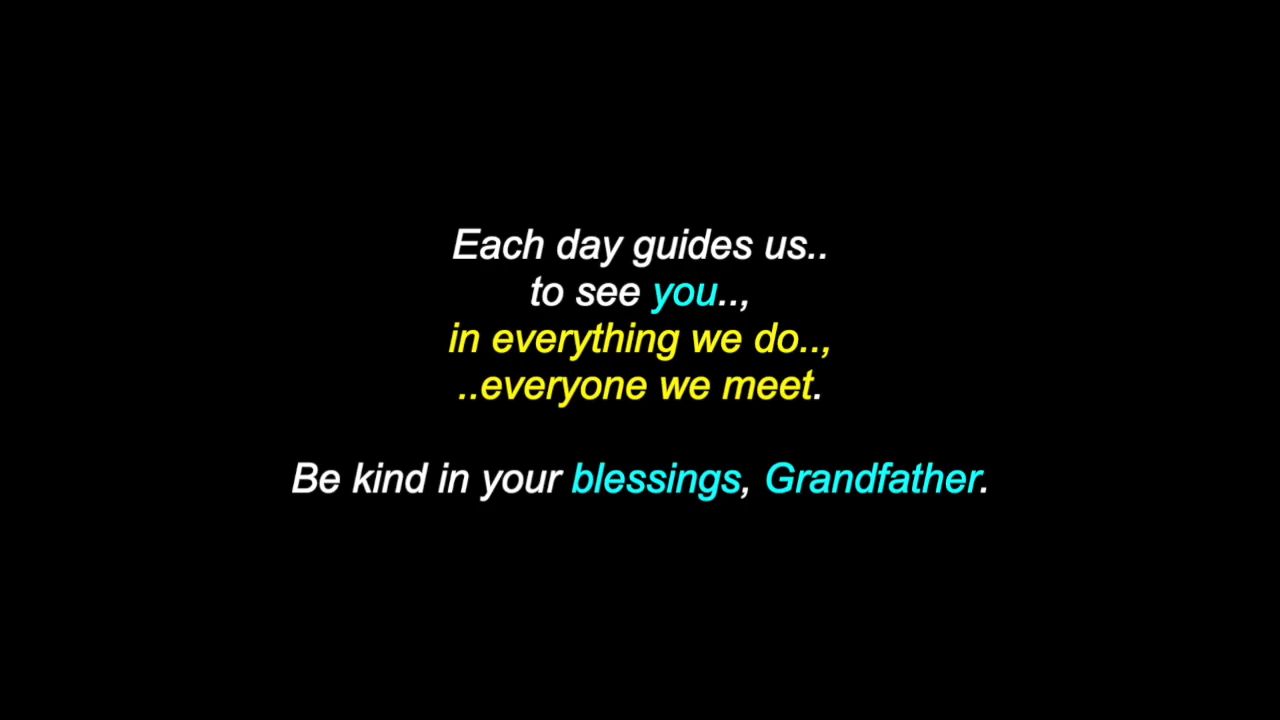 Each day guides us..
to see you..,
in everything we do..,
..everyone we meet.
Be kind in your blessings, Grandfather.